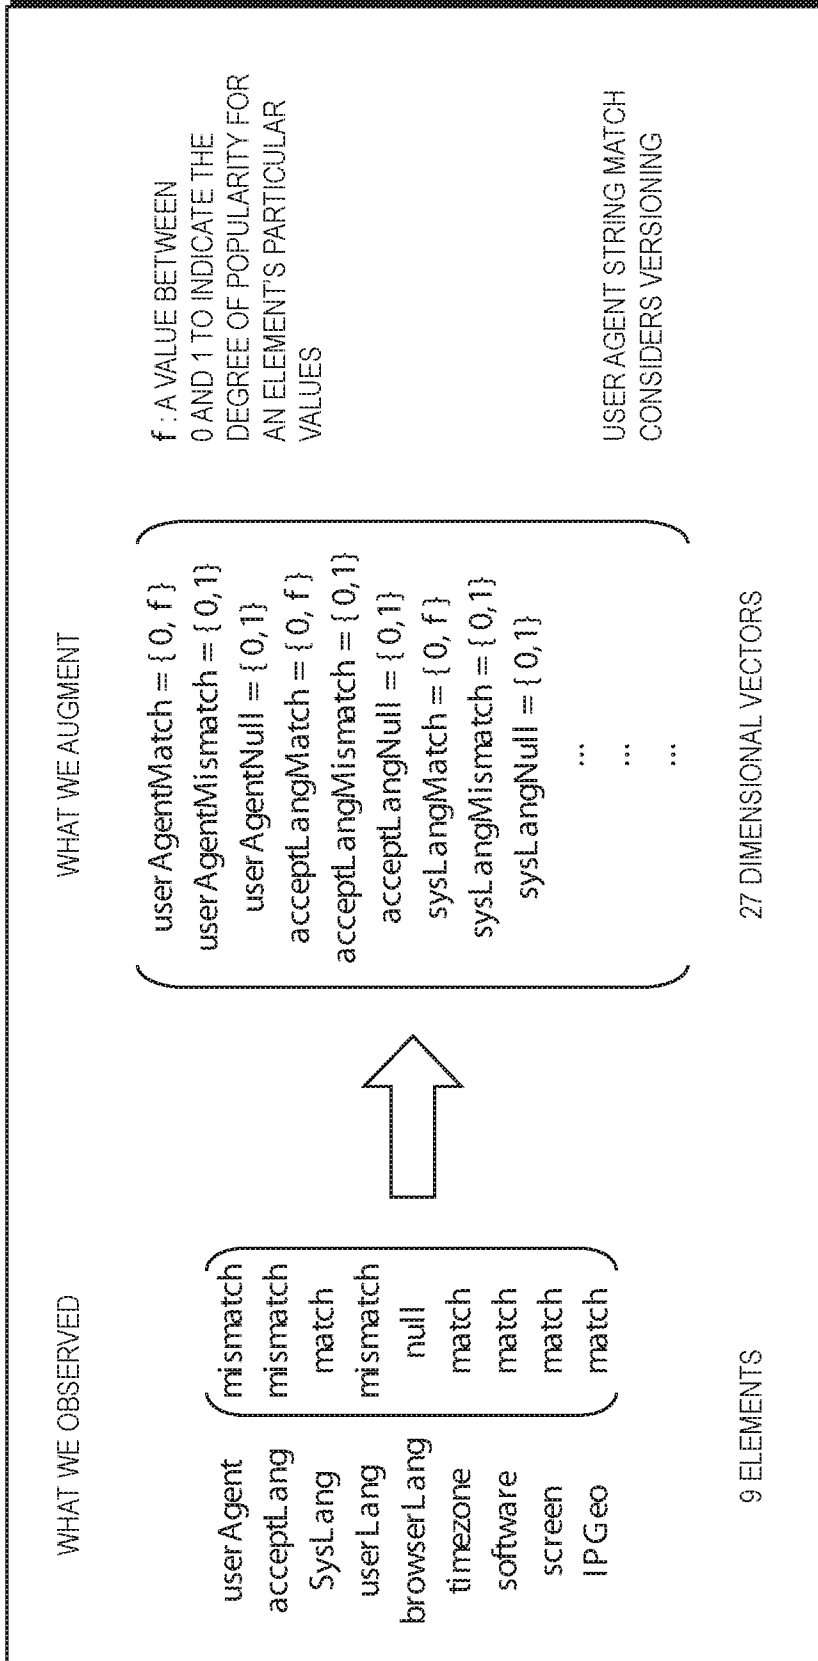 WHAT WE OBSERVED
userAgent mismatch
acceptLang mismatch
SysLang match
userLang mismatch
browserLang null
timezone match
software match
screen match
IPGeo match
9 ELEMENTS
WHAT WE AUGMENT
userAgentMatch = { 0, f }
userAgentMismatch = { 0,1}
userAgentNull = { 0,1}
acceptLangMatch = { 0, f }
acceptLangMismatch = { 0,1}
acceptLangNull = { 0,1}
sysLangMatch = { 0, f }
sysLangMismatch = { 0,1}
sysLangNull = { 0,1}
...
...
...
27 DIMENSIONAL VECTORS
f : A VALUE BETWEEN
0 AND 1 TO INDICATE THE
DEGREE OF POPULARITY FOR
AN ELEMENT'S PARTICULAR
VALUES
USER AGENT STRING MATCH
CONSIDERS VERSIONING